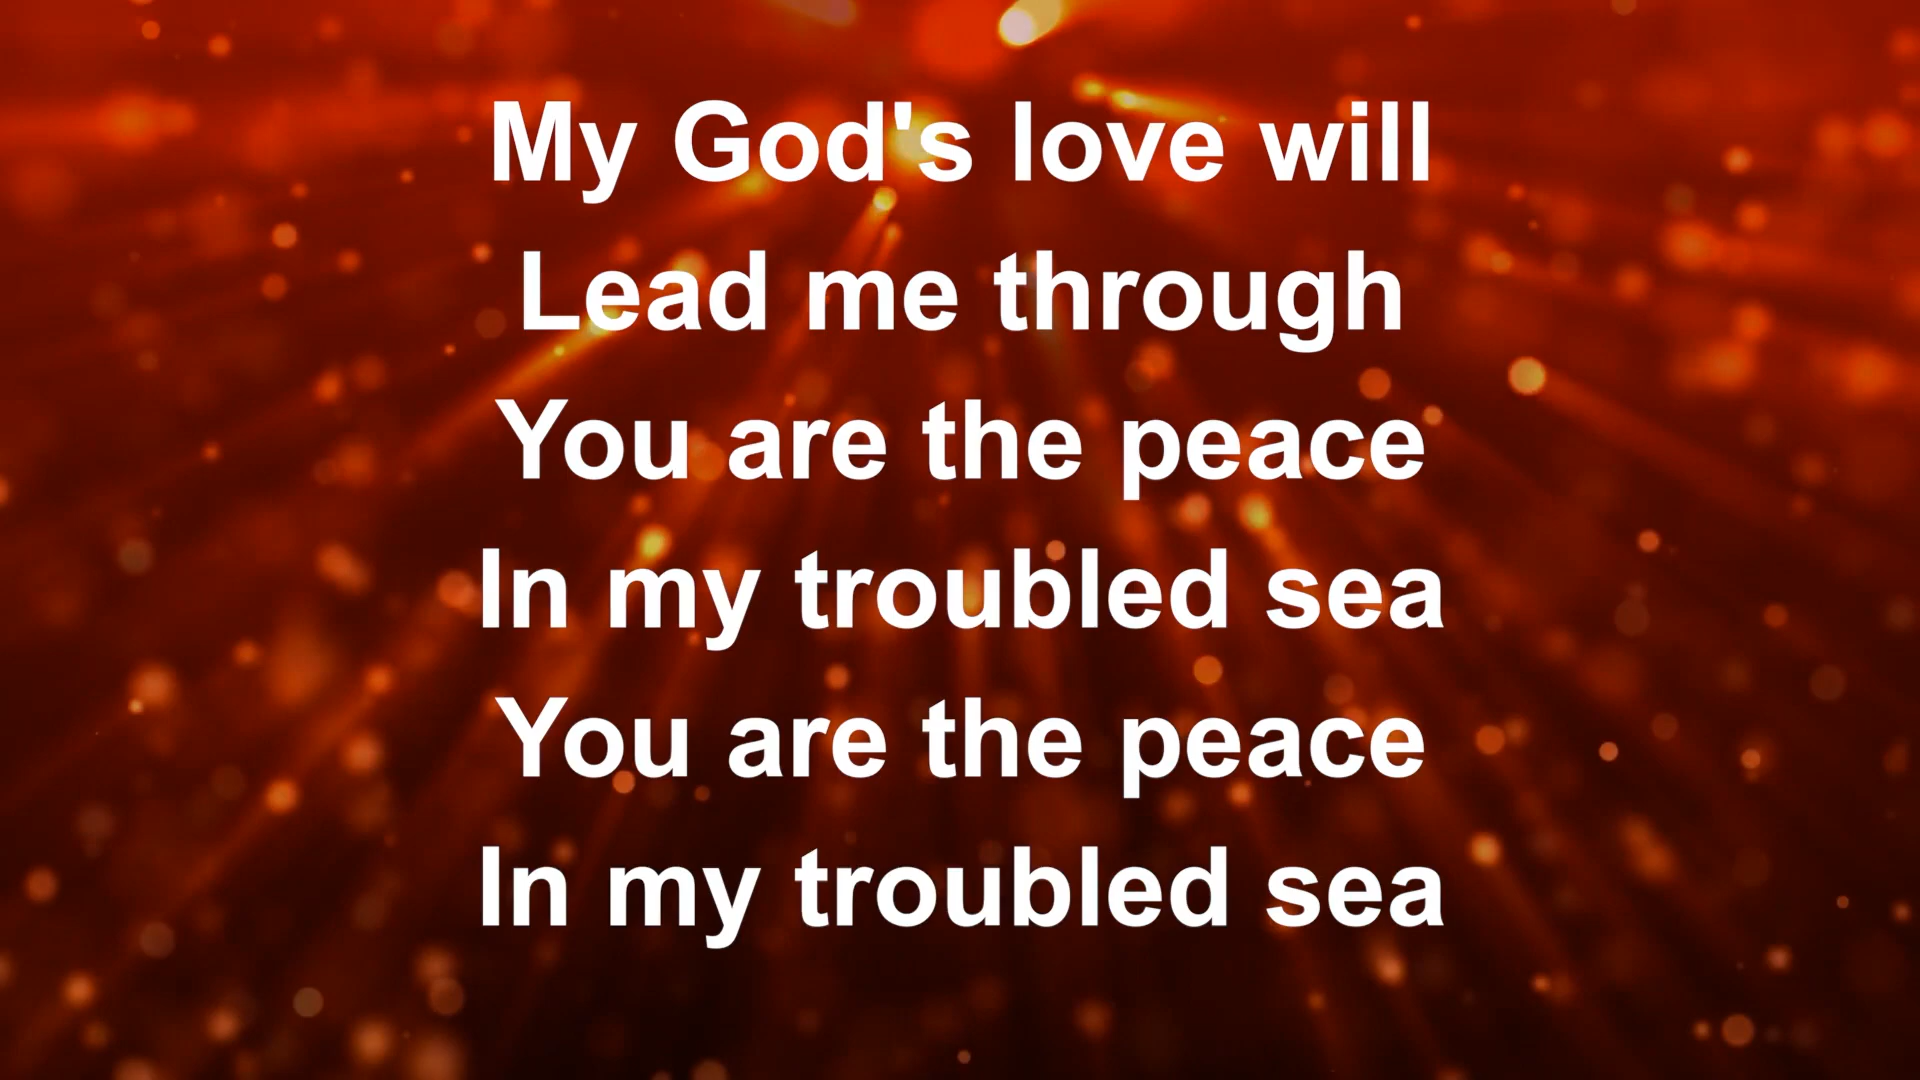 My God's love will
Lead me through
You are the peace
In my troubled sea
You are the peace
In my troubled sea